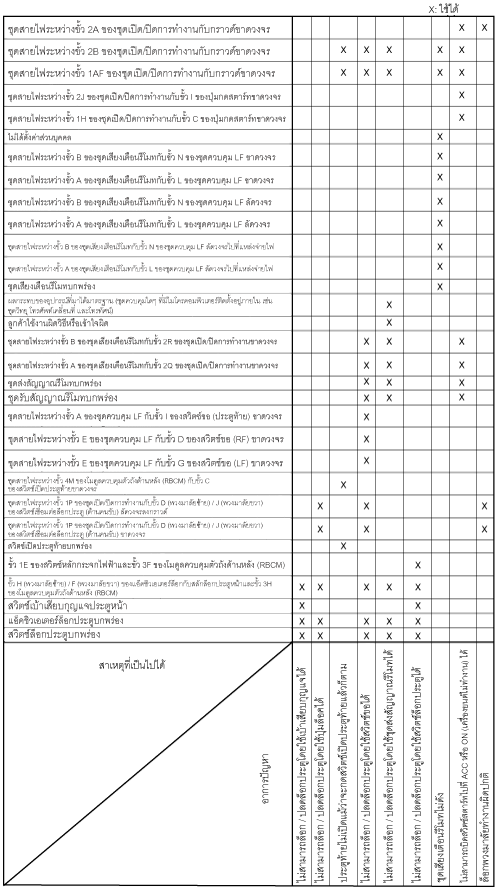 X: ใช้ได้
ชุดสายไฟระหว่างขั้ว 2A ของชุดเปิด/ปิดการทำงานกับกราวด์ขาดวงจร X X
ชุดสายไฟระหว่างขั้ว 2B ของชุดเปิด/ปิดการทำงานกับกราวด์ขาดวงจร X X X X X
ชุดสายไฟระหว่างขั้ว 1AF ของชุดเปิด/ปิดการทำงานกับกราวด์ขาดวงจร X X X X X
ชุดสายไฟระหว่างขั้ว 2J ของชุดเปิด/ปิดการทำงานกับขั้ว I ของปุ่มกดสตาร์ทขาดวงจร X
ชุดสายไฟระหว่างขั้ว 1H ของชุดเปิด/ปิดการทำงานกับขั้ว C ของปุ่มกดสตาร์ทขาดวงจร X
ไม่ได้ตั้งค่าส่วนบุคคล X
ชุดสายไฟระหว่างขั้ว B ของชุดเสียงเตือนรีโมทกับขั้ว N ของชุดควบคุม LF ขาดวงจร X
ชุดสายไฟระหว่างขั้ว A ของชุดเสียงเตือนรีโมทกับขั้ว L ของชุดควบคุม LF ขาดวงจร X
ชุดสายไฟระหว่างขั้ว B ของชุดเสียงเตือนรีโมทกับขั้ว N ของชุดควบคุม LF ลัดวงจร X
ชุดสายไฟระหว่างขั้ว A ของชุดเสียงเตือนรีโมทกับขั้ว L ของชุดควบคุม LF ลัดวงจร X
ชุดสายไฟระหว่างขั้ว B ของชุดเสียงเตือนรีโมทกับขั้ว N ของชุดควบคุม LF ลัดวงจรไปที่แหล่งจ่ายไฟ X
ชุดสายไฟระหว่างขั้ว A ของชุดเสียงเตือนรีโมทกับขั้ว L ของชุดควบคุม LF ลัดวงจรไปที่แหล่งจ่ายไฟ X
ชุดเสียงเตือนรีโมทบกพร่อง X
ผลกระทบของอุปกรณ์ที่มาได้มาตรฐาน (ชุดควบคุมใดๆ ที่มีไมโครคอมพิวเตอร์ติดตั้งอยู่ภายใน เช่น
ชุดวิทยุ โทรศัพท์เคลื่อนที่ และโทรทัศน์) X
ลูกค้าใช้งานผิดวิธีหรือเข้าใจผิด X
ชุดสายไฟระหว่างขั้ว B ของชุดเสียงเตือนรีโมทกับขั้ว 2R ของชุดเปิด/ปิดการทำงานขาดวงจร X X X
ชุดสายไฟระหว่างขั้ว A ของชุดเสียงเตือนรีโมทกับขั้ว 2Q ของชุดเปิด/ปิดการทำงานขาดวงจร X X X
ชุดส่งสัญญาณรีโมทบกพร่อง X X X
ชุดรับสัญญาณรีโมทบกพร่อง X X X
ชุดสายไฟระหว่างขั้ว A ของชุดควบคุม LF กับขั้ว I ของสวิตช์ขอ (ประตูท้าย) ขาดวงจร X
ชุดสายไฟระหว่างขั้ว E ของชุดควบคุม LF กับขั้ว D ของสวิตช์ขอ (RF) ขาดวงจร X
ชุดสายไฟระหว่างขั้ว E ของชุดควบคุม LF กับขั้ว G ของสวิตช์ขอ (LF) ขาดวงจร X
ชุดสายไฟระหว่างขั้ว 4M ของโมดูลควบคุมตัวถังด้านหลัง (RBCM) กับขั้ว C
ของสวิตช์เปิดประตูท้ายขาดวงจร X
ชุดสายไฟระหว่างขั้ว 1P ของชุดเปิด/ปิดการทำงานกับขั้ว D (พวงมาลัยซ้าย) / J (พวงมาลัยขวา)
ของสวิตช์เชื่อมต่อล็อกประตู (ด้านคนขับ) ลัดวงจรลงกราวด์ X X X
ชุดสายไฟระหว่างขั้ว 1P ของชุดเปิด/ปิดการทำงานกับขั้ว D (พวงมาลัยซ้าย) / J (พวงมาลัยขวา)
ของสวิตช์เชื่อมต่อล็อกประตู (ด้านคนขับ) ขาดวงจร X X X
สวิตช์เปิดประตูท้ายบกพร่อง X
ขั้ว 1E ของสวิตช์หลักกระจกไฟฟ้าและขั้ว 3F ของโมดูลควบคุมตัวถังด้านหลัง (RBCM) X
ขั้ว H (พวงมาลัยซ้าย) / F (พวงมาลัยขวา) ของแอ็คชิวเอเตอร์ล็อกกับสลักล็อกประตูหน้าและขั้ว 3H
ของโมดูลควบคุมตัวถังด้านหลัง (RBCM) X X X X X
สวิตช์เบ้าเสียบกุญแจประตูหน้า X X
แอ็คชิวเอเตอร์ล็อกประตูบกพร่อง X X X X X
สวิตช์ล็อกประตูบกพร่อง X X X X X
สาเหตุที่เป็นไปได้
อาการปัญหา
ไม่สามารถล็อก / ปลดล็อกประตูโดยใช้เบ้าเสียบกุญแจได้
ไม่สามารถล็อก / ปลดล็อกประตูโดยใช้ปุ่มล็อคได้
ประตูท้ายไม่เปิดแม้ว่าจะกดสวิตช์เปิดประตูท้ายแล้วก็ตาม
ไม่สามารถล็อก / ปลดล็อกประตูโดยใช้สวิตช์ขอได้
ไม่สามารถล็อก / ปลดล็อกประตูโดยใช้ชุดส่งสัญญาณรีโมทได้
ไม่สามารถล็อก / ปลดล็อกประตูโดยใช้สวิตช์ล็อกประตูได้
ชุดเสียงเตือนรีโมทไม่ดัง
ไม่สามารถบิดสวิตช์สตาร์ทไปที่ ACC หรือ ON (เครื่องยนต์ไม่ทำงาน) ได้
ล็อกพวงมาลัยทำงานผิดปกติ